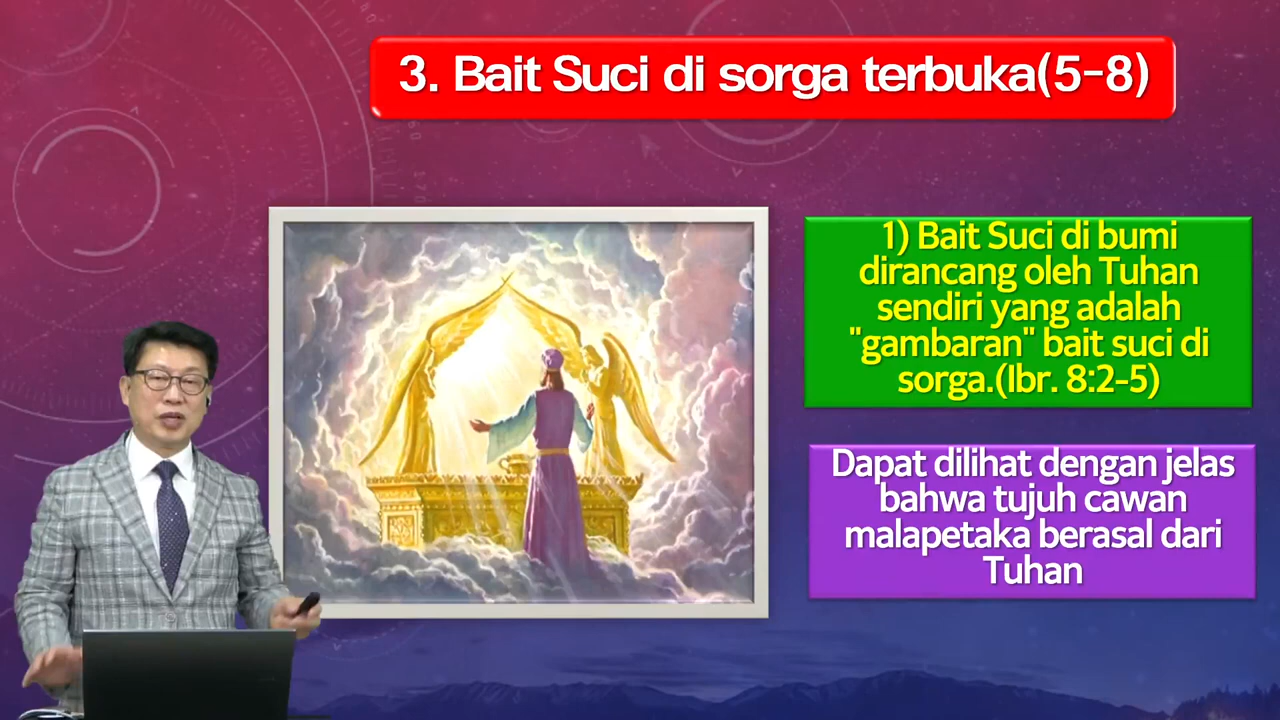 3. Bait Suci di sorga terbuka(5-8)
1) Bait Suci di bumi
dirancang oleh Tuhan
sendiri yang adalah
"gambaran" bait suci di
sorga.(Ibr. 8:2-5)
Dapat dilihat dengan jelas
bahwa tujuh cawan
malapetaka berasal dari
Tuhan